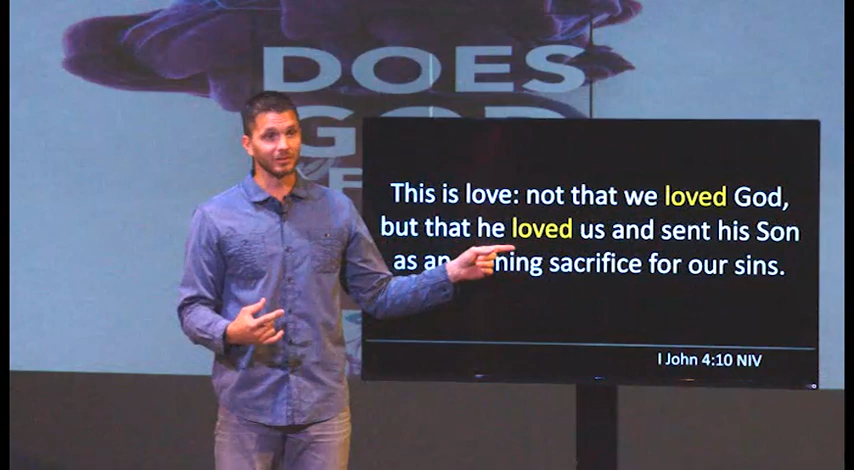 DOES
This is love: not that we loved God,
but that he loved us and sent his Son
as sacrifice for our sins.
I John 4:10 NIV